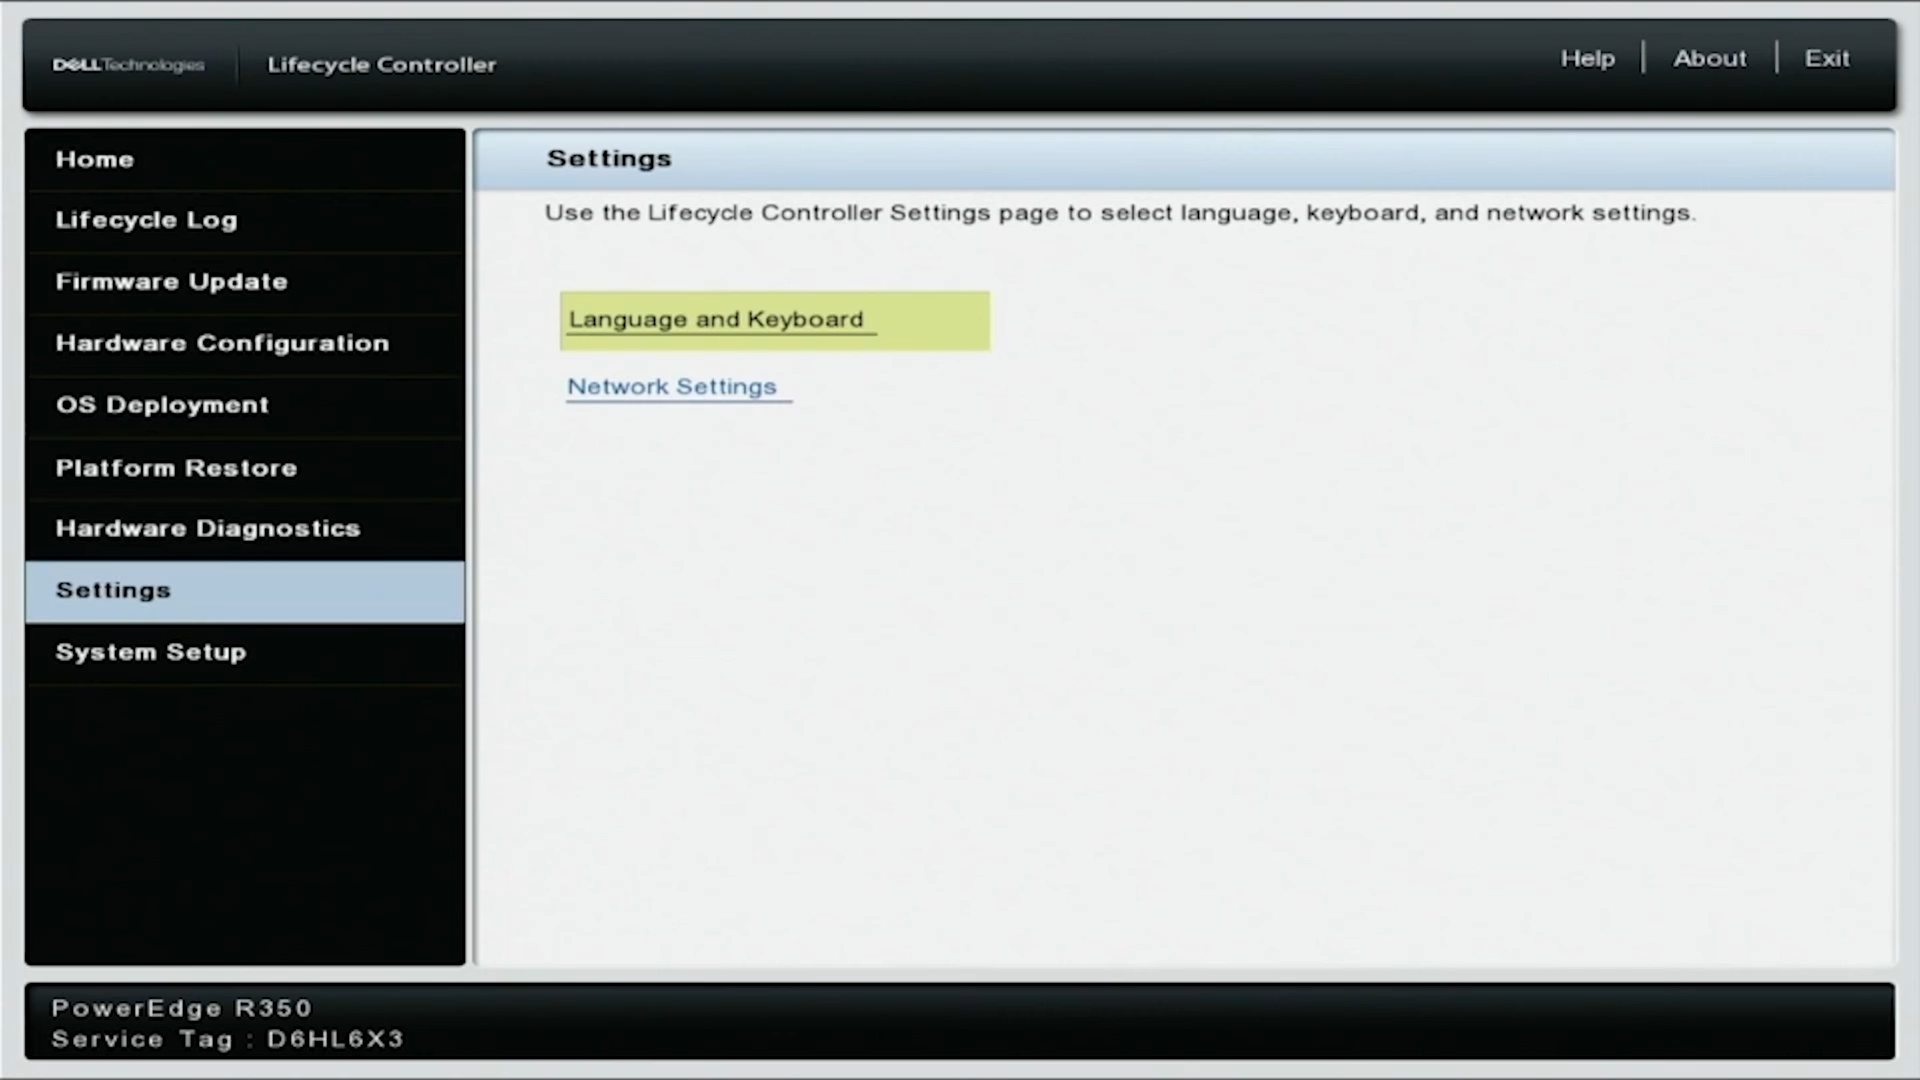 DELLTechnologies
Lifecycle Controller
Help
About
Exit
Home
Lifecycle Log
Firmware Update
Hardware Configuration
OS Deployment
Platform Restore
Hardware Diagnostics
Settings
System Setup
Settings
Use the Lifecycle Controller Settings page to select language, keyboard, and network settings.
Language and Keyboard
Network Settings
PowerEdge R350
Service Tag : D6HL6X3